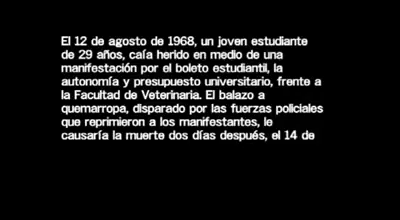 El 12 de agosto de 1968, un joven estudiante
de 29 años, caía herido en medio de una
manifestación por el boleto estudiantil, la
autonomía y presupuesto universitario, frente a
la Facultad de Veterinaria. El balazo a
quemarropa, disparado por las fuerzas policiales
que reprimieron a los manifestantes, le
causaría la muerte dos días después, el 14 de